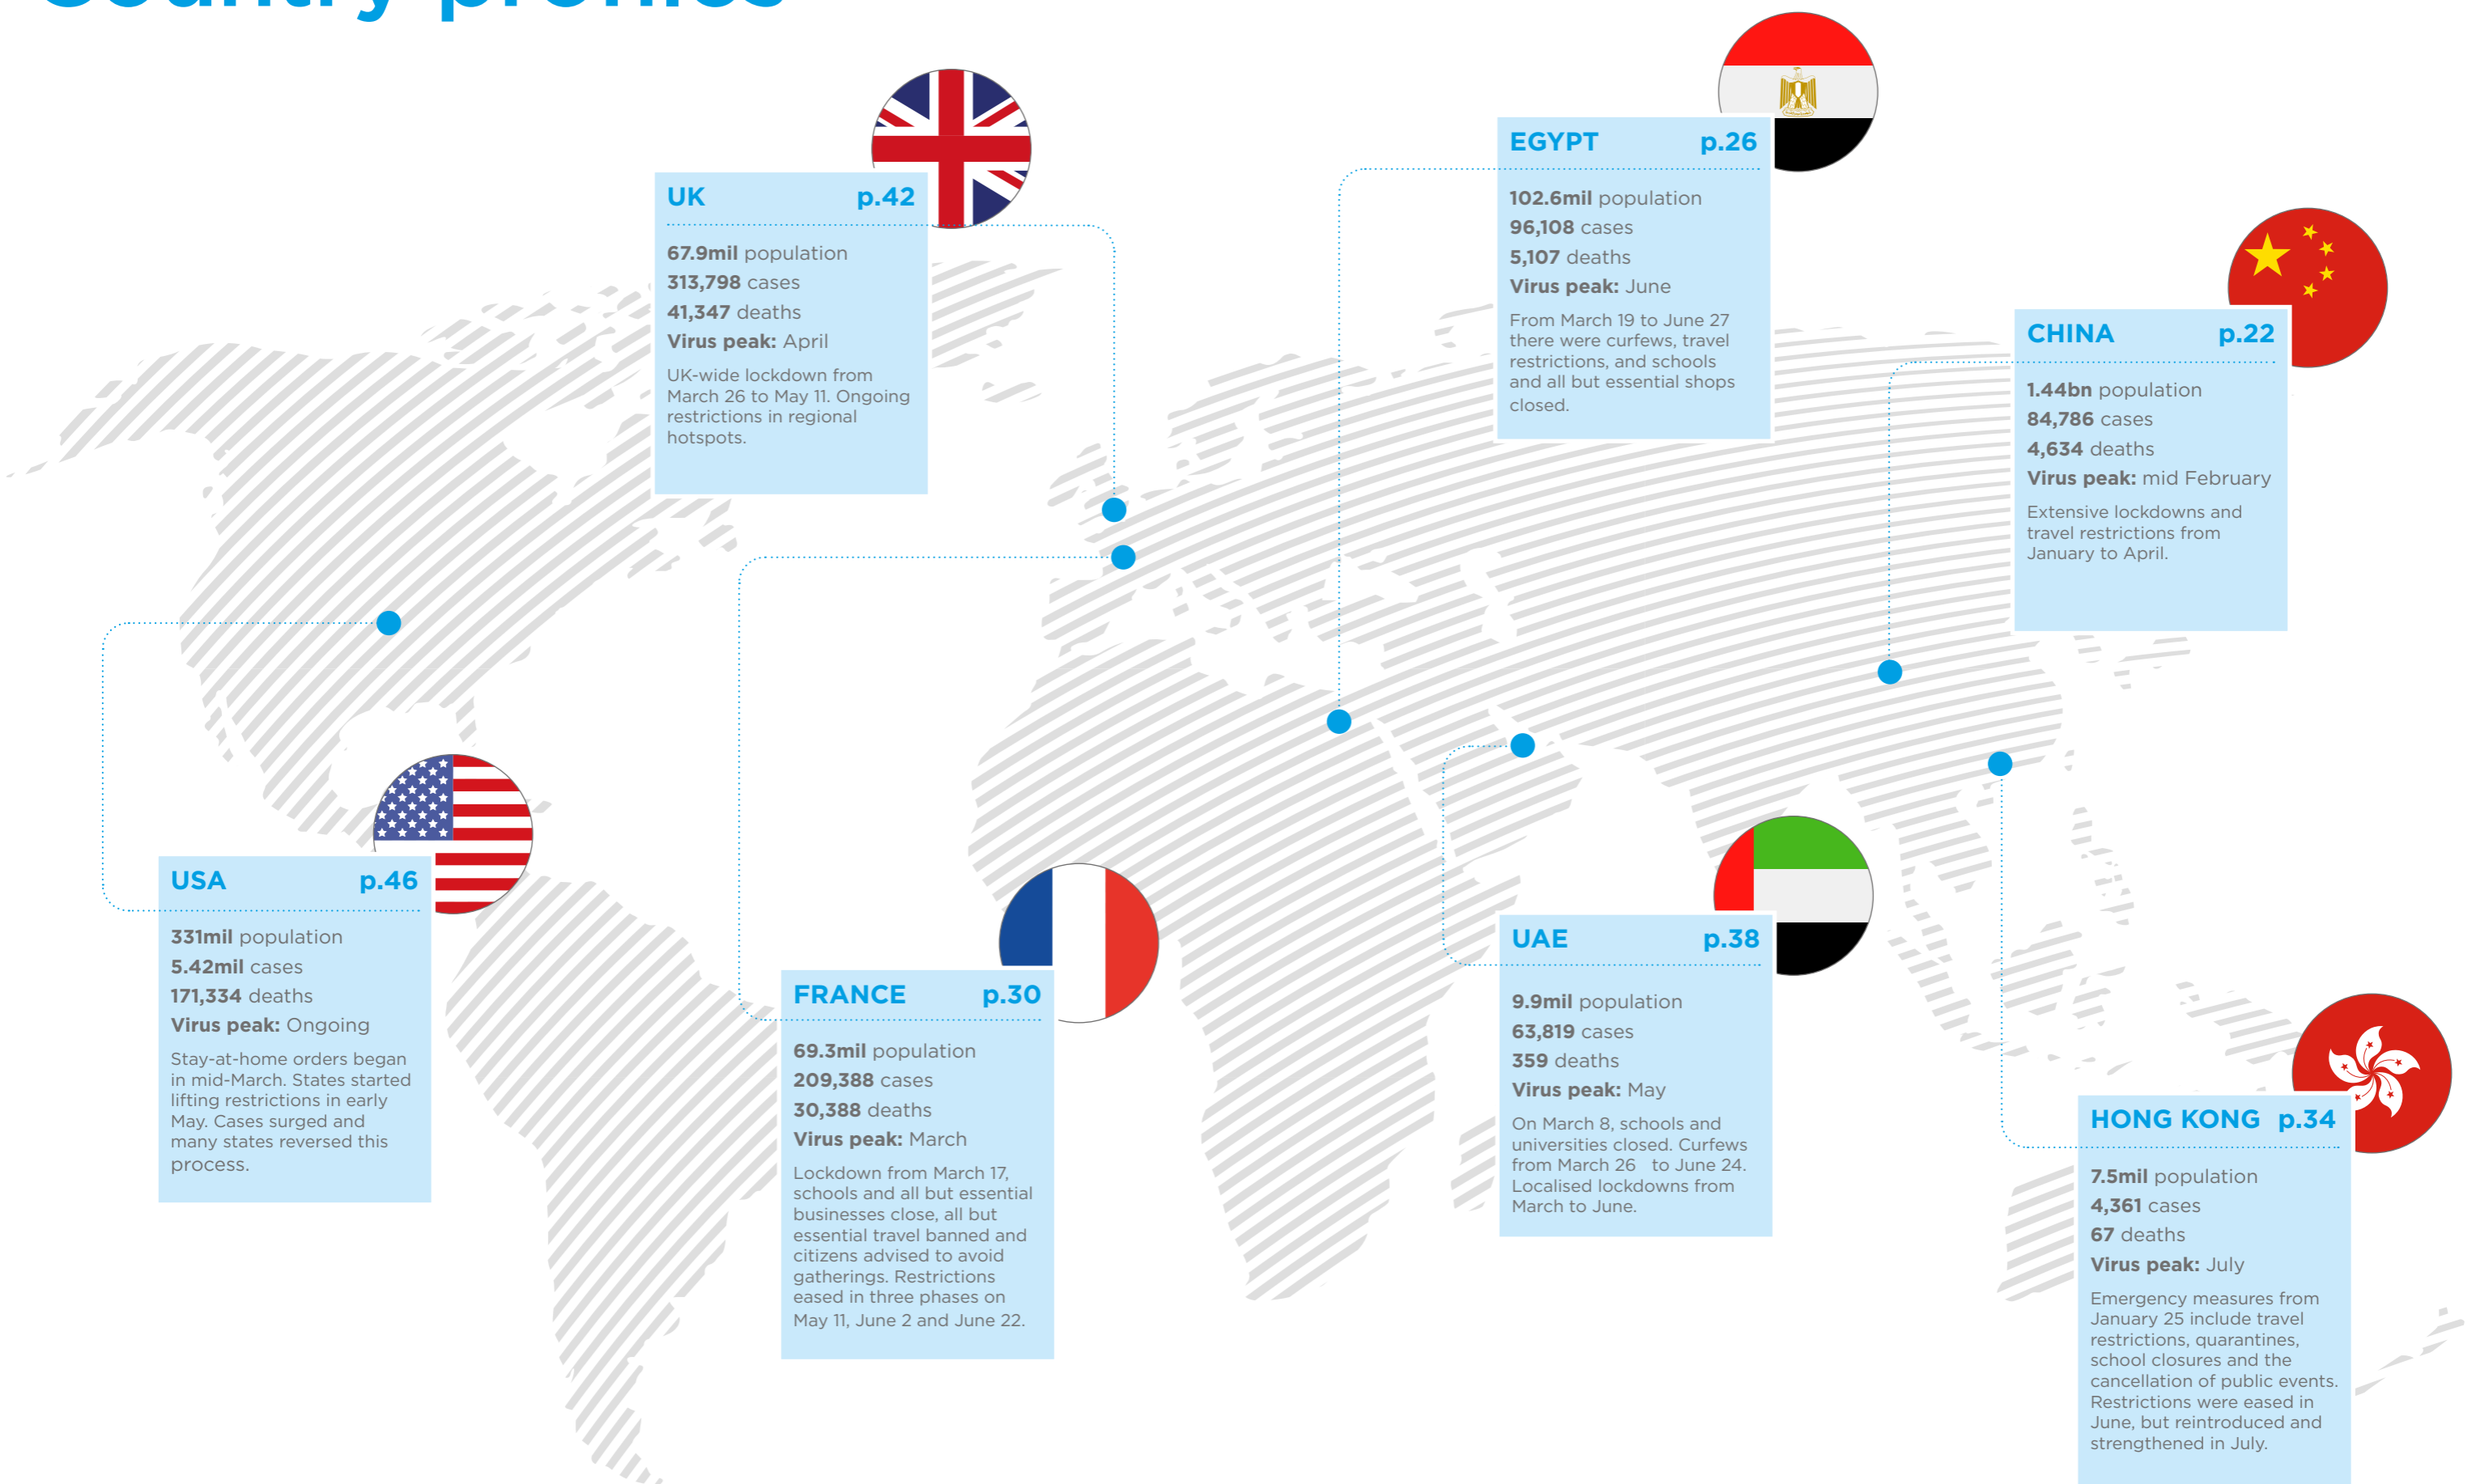 Country profiles
UK p.42
67.9mil population
313,798 cases
41,347 deaths
Virus peak: April
UK-wide lockdown from
March 26 to May 11. Ongoing
restrictions in regional
hotspots.
EGYPT p.26
102.6mil population
96,108 cases
5,107 deaths
Virus peak: June
From March 19 to June 27
there were curfews, travel
restrictions, and schools
and all but essential shops
closed.
CHINA p.22
1.44bn population
84,786 cases
4,634 deaths
Virus peak: mid February
Extensive lockdowns and
travel restrictions from
January to April.
USA p.46
331mil population
5.42mil cases
171,334 deaths
Virus peak: Ongoing
Stay-at-home orders began
in mid-March. States started
lifting restrictions in early
May. Cases surged and
many states reversed this
process.
FRANCE p.30
69.3mil population
209,388 cases
30,388 deaths
Virus peak: March
Lockdown from March 17,
schools and all but essential
businesses close, all but
essential travel banned and
citizens advised to avoid
gatherings. Restrictions
eased in three phases on
May 11, June 2 and June 22.
UAE p.38
9.9mil population
63,819 cases
359 deaths
Virus peak: May
On March 8, schools and
universities closed. Curfews
from March 26 to June 24.
Localised lockdowns from
March to June.
HONG KONG p.34
7.5mil population
4,361 cases
67 deaths
Virus peak: July
Emergency measures from
January 25 include travel
restrictions, quarantines,
school closures and the
cancellation of public events.
Restrictions were eased in
June, but reintroduced and
strengthened in July.